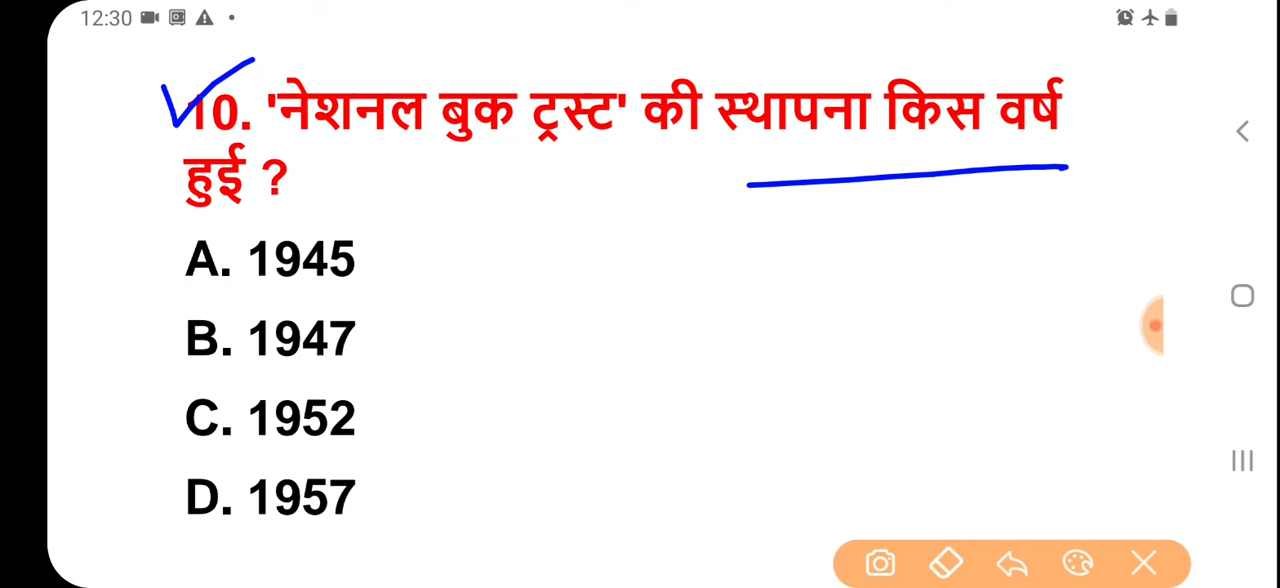 12:30
10. 'नेशनल बुक ट्रस्ट' की स्थापना किस वर्ष
हुई ?
A. 1945
B. 1947
C. 1952
D. 1957